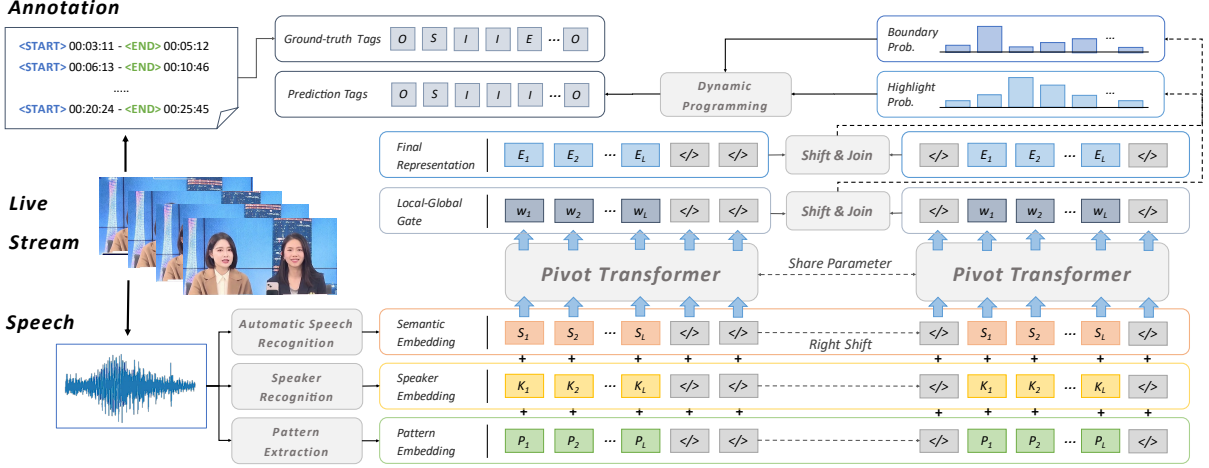 Annotation
<START> 00:03:11 - <END> 00:05:12
<START> 00:06:13 - <END> 00:10:46
.....
<START> 00:20:24 - <END> 00:25:45
Ground-truth Tags O S I I E ... O
Prediction Tags O S I I I ... O
Dynamic
Programming
Boundary
Prob.
...
Highlight
Prob.
...
Final
Representation
E1 E2 ... EL </> </>
Shift & Join
</> E1 E2 ... EL </>
Local-Global
Gate
w1 w2 ... wL </> </>
Shift & Join
</> w1 w2 ... wL </>
Live
Stream
Pivot Transformer
Share Parameter
Pivot Transformer
Speech
Automatic Speech
Recognition
Semantic
Embedding
S1 S2 ... SL </> </>
Right Shift
</> S1 S2 ... SL </>
+ + + + + + + + + +
Speaker
Recognition
Speaker
Embedding
K1 K2 ... KL </> </>
</> K1 K2 ... KL </>
+ + + + + + + + + +
Pattern
Extraction
Pattern
Embedding
P1 P2 ... PL </> </>
</> P1 P2 ... PL </>